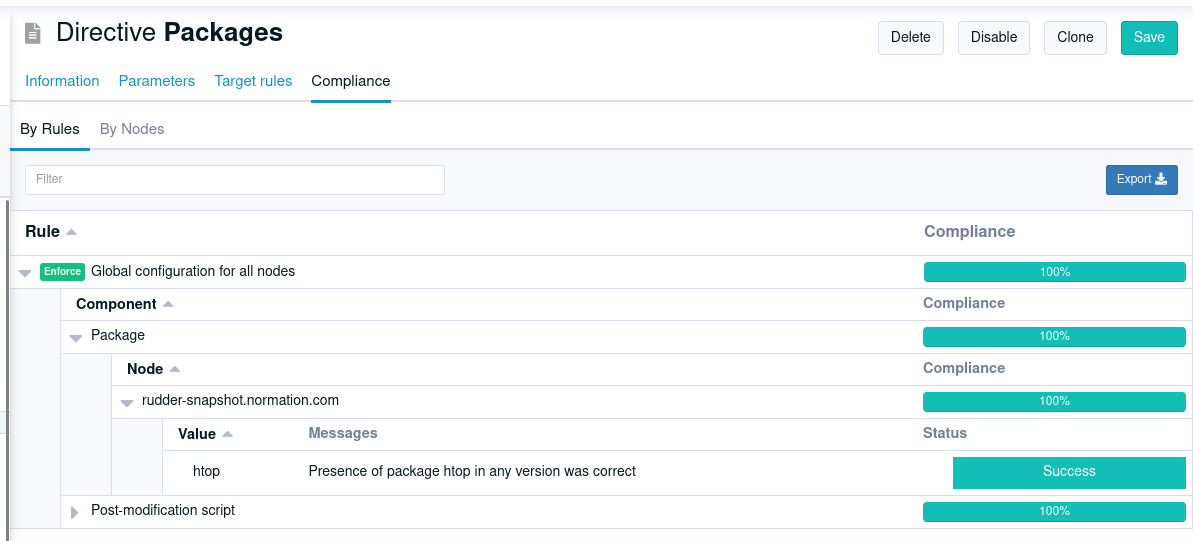 Directive Packages
Delete Disable Clone Save
Information Parameters Target rules Compliance
By Rules By Nodes
Filter
Export
Rule Compliance
Enforce Global configuration for all nodes 100%
Component Compliance
Package 100%
Node Compliance
rudder-snapshot.normation.com 100%
Value Messages Status
htop Presence of package htop in any version was correct Success
Post-modification script 100%